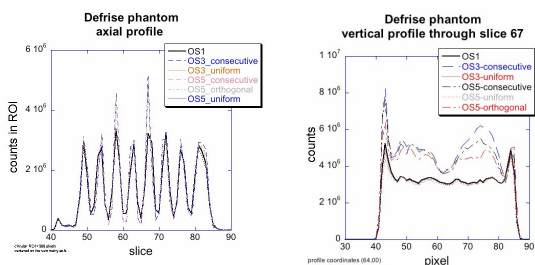 Defrise phantom
axial profile
6 10⁶
4 10⁶
2 10⁶
0
counts in ROI
OS1
OS3_consecutive
OS3_uniform
OS5_consecutive
OS5_orthogonal
OS5_uniform
40 50 60 70 80 90
slice
Defrise phantom
vertical profile through slice 67
1 10⁷
8 10⁶
6 10⁶
4 10⁶
2 10⁶
0
counts
OS1
OS3-consecutive
OS3-uniform
OS5-consecutive
OS5-uniform
OS5-orthogonal
30 40 50 60 70 80 90
profile coordinates (64,00)
pixel